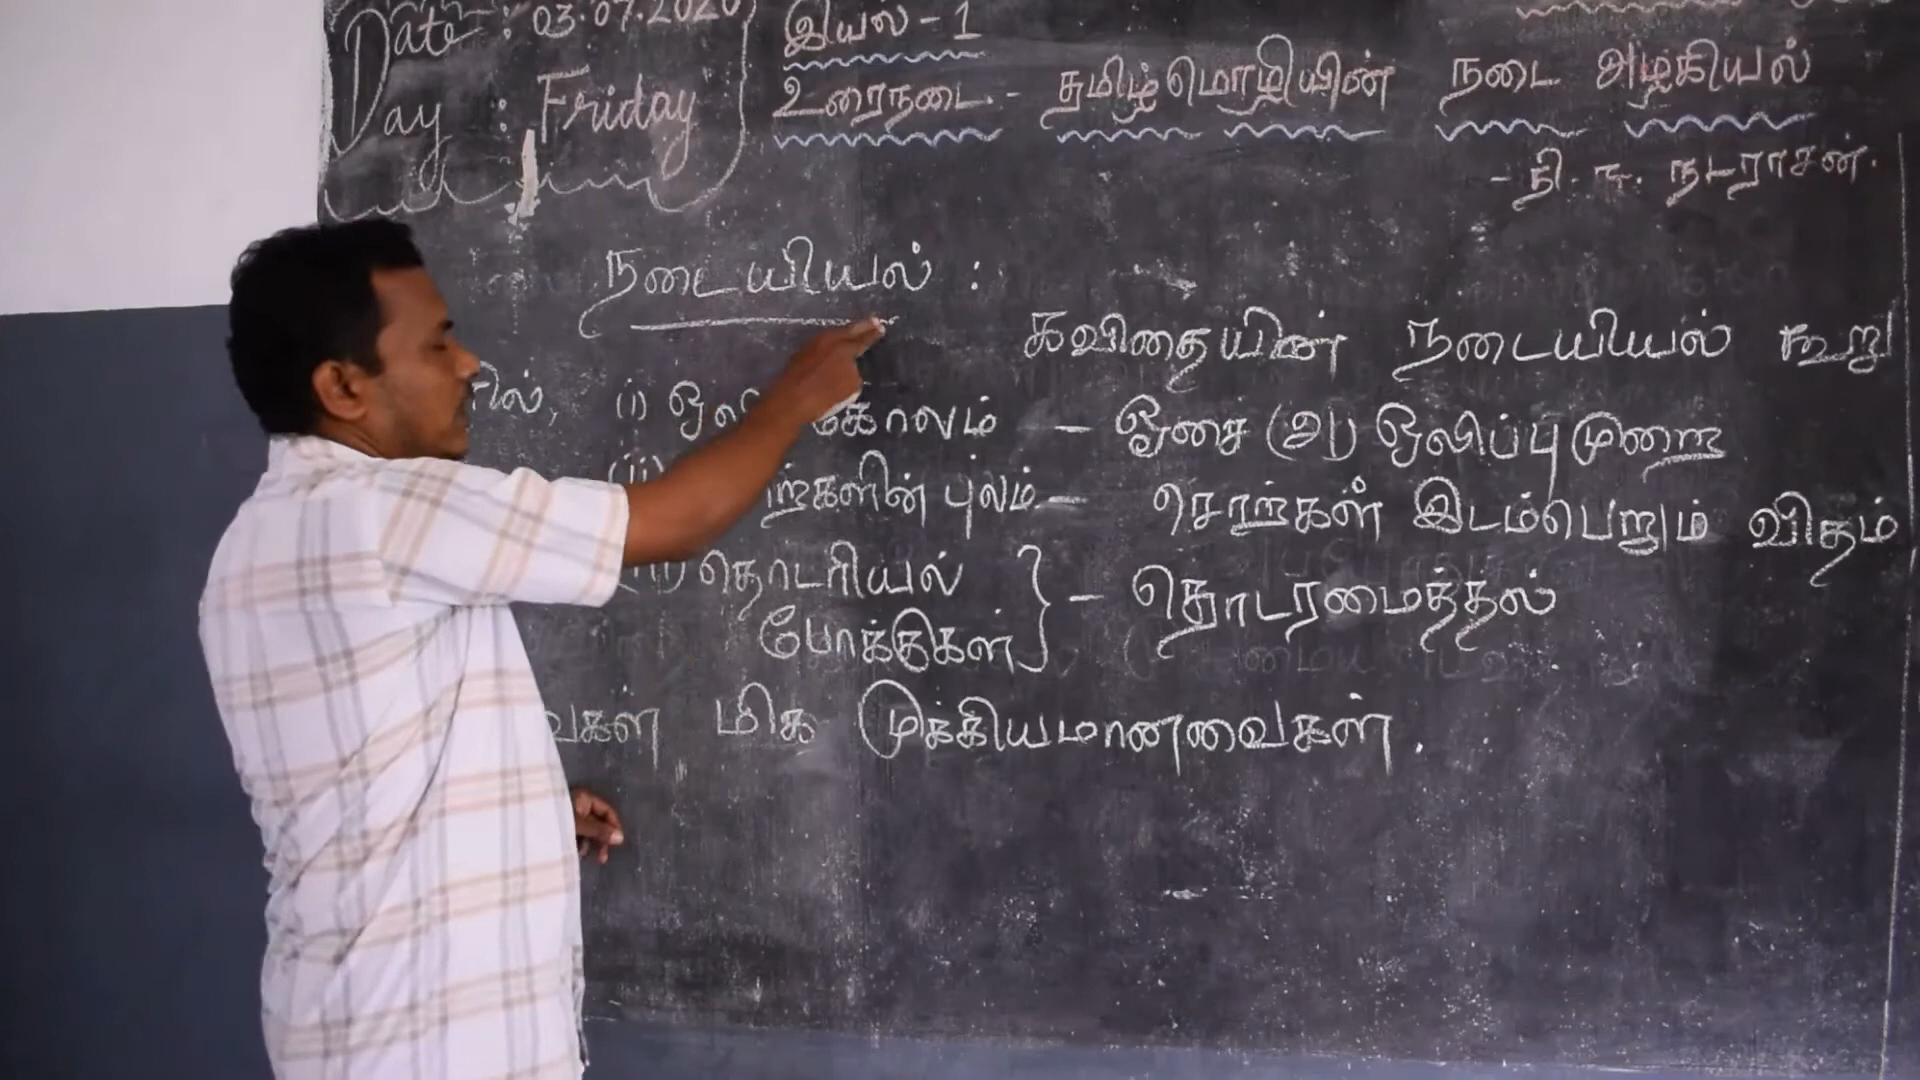 Date : 03.07.2020
Day : Friday
இயல் - 1
உரைநடை - தமிழ்மொழியின் நடை அழகியல்
- தி. சு. நடராசன்.
நடையியல் :
கவிதையின் நடையியல் கூறு
ளில், (i) ஒலி கோலம் - ஓசை (அ) ஒலிப்புமுறை
(ii) ற்களின் புலம் - சொற்கள் இடம்பெறும் விதம்
(iii) தொடரியல் போக்குகள் } - தொடரமைத்தல்
வைகள் மிக முக்கியமானவைகள்.